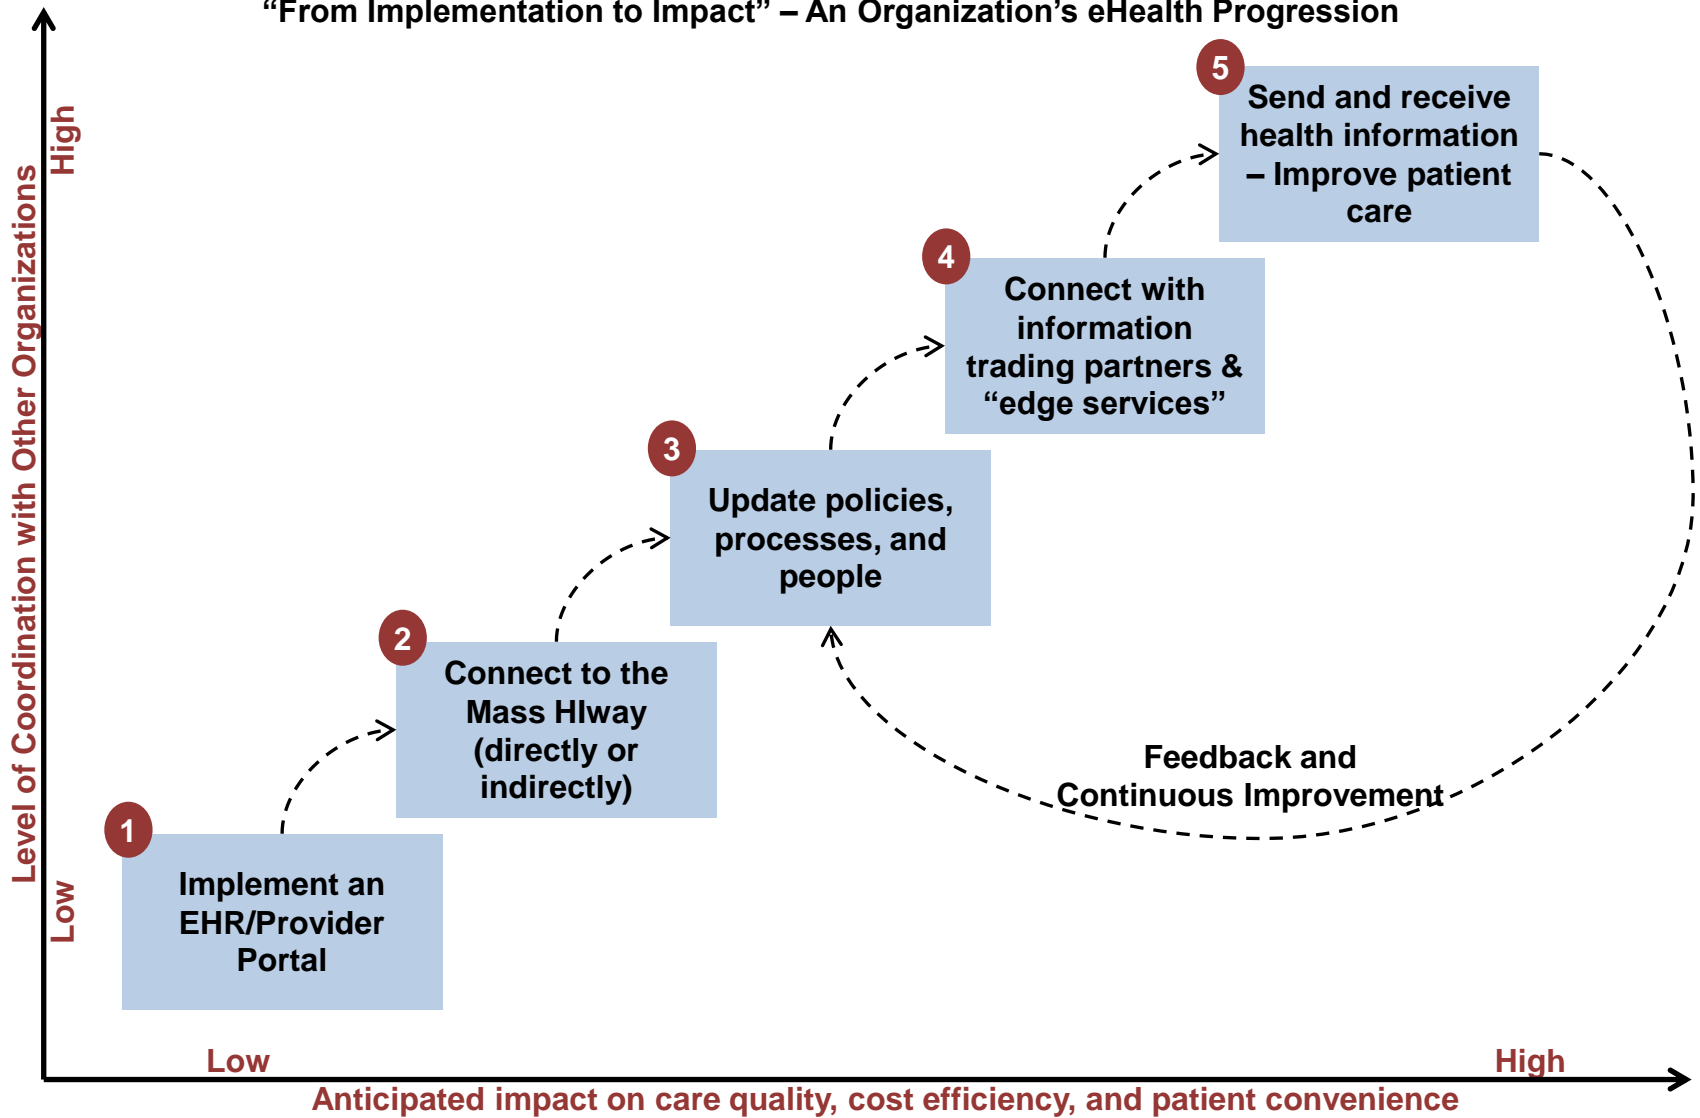 “From Implementation to Impact” – An Organization’s eHealth Progression
Level of Coordination with Other Organizations
High
Low
5
Send and receive
health information
– Improve patient
care
4
Connect with
information
trading partners &
“edge services”
3
Update policies,
processes, and
people
2
Connect to the
Mass HIway
(directly or
indirectly)
Feedback and
Continuous Improvement
1
Implement an
EHR/Provider
Portal
Low
High
Anticipated impact on care quality, cost efficiency, and patient convenience